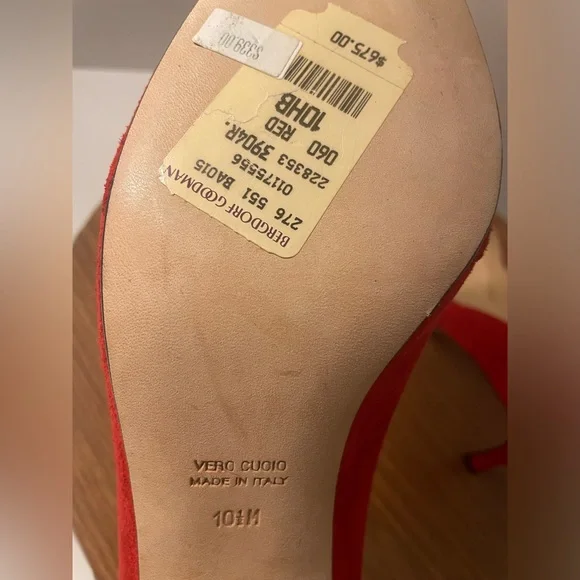 $339.00
$675.00
10HB
060 RED
228353 3904R.
01175556
276 551 BA015
BERGDORF GOODMAN
VERO CUOIO
MADE IN ITALY
10½M